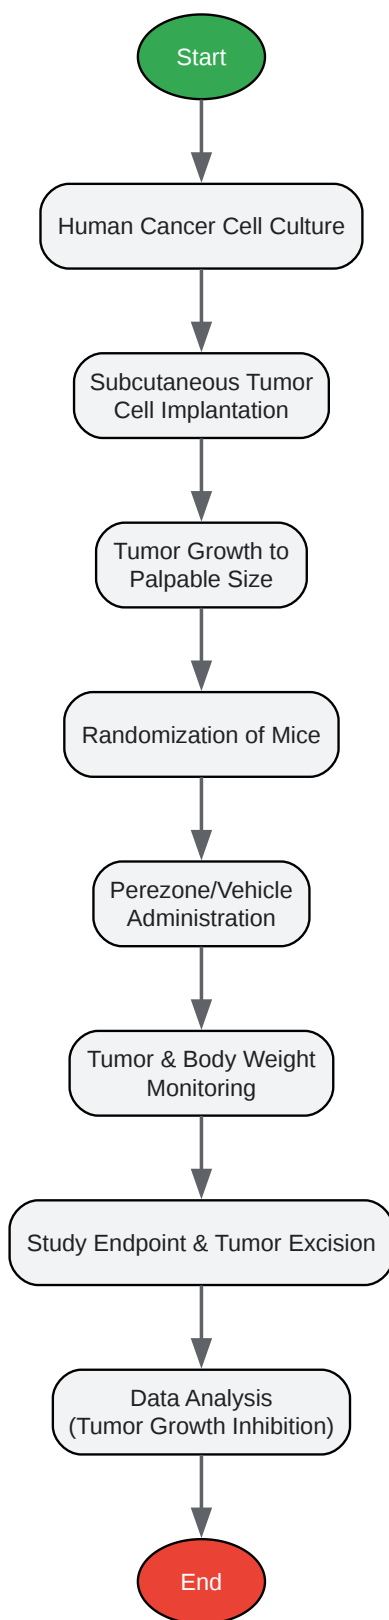 Start
Human Cancer Cell Culture
Subcutaneous Tumor
Cell Implantation
Tumor Growth to
Palpable Size
Randomization of Mice
Perezone/Vehicle
Administration
Tumor & Body Weight
Monitoring
Study Endpoint & Tumor Excision
Data Analysis
(Tumor Growth Inhibition)
End